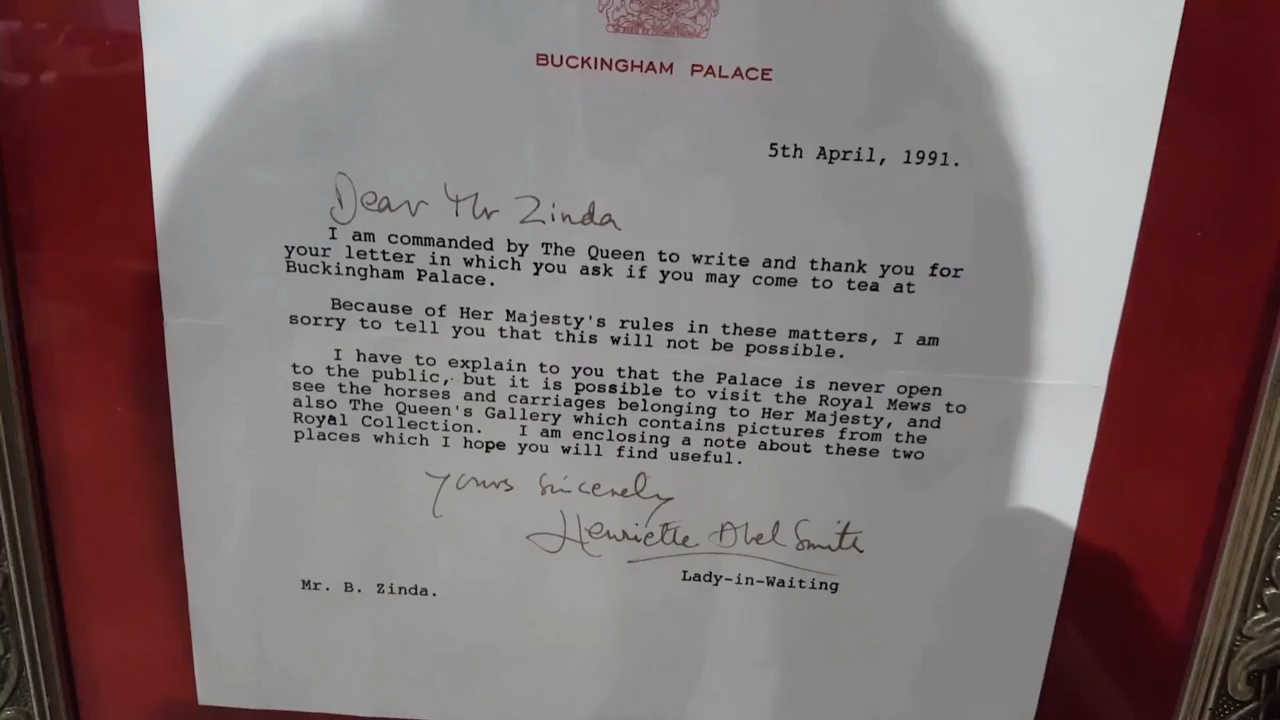 BUCKINGHAM PALACE
5th April, 1991.
Dear Mr Zinda
I am commanded by The Queen to write and thank you for
your letter in which you ask if you may come to tea at
Buckingham Palace.
Because of Her Majesty's rules in these matters, I am
sorry to tell you that this will not be possible.
I have to explain to you that the Palace is never open
to the public, but it is possible to visit the Royal Mews to
see the horses and carriages belonging to Her Majesty, and
also The Queen's Gallery which contains pictures from the
Royal Collection. I am enclosing a note about these two
places which I hope you will find useful.
Yours sincerely
Henriette Abel Smith
Lady-in-Waiting
Mr. B. Zinda.